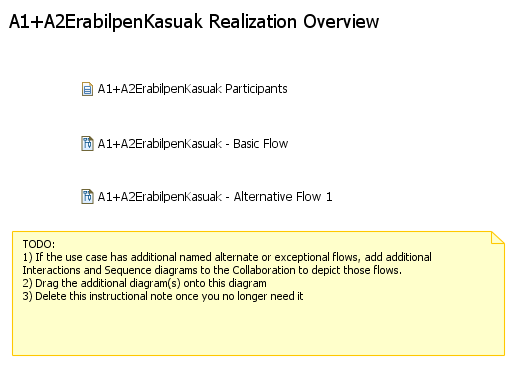 A1+A2ErabilpenKasuak Realization Overview
A1+A2ErabilpenKasuak Participants
A1+A2ErabilpenKasuak - Basic Flow
A1+A2ErabilpenKasuak - Alternative Flow 1
TODO:
1) If the use case has additional named alternate or exceptional flows, add additional
Interactions and Sequence diagrams to the Collaboration to depict those flows.
2) Drag the additional diagram(s) onto this diagram
3) Delete this instructional note once you no longer need it